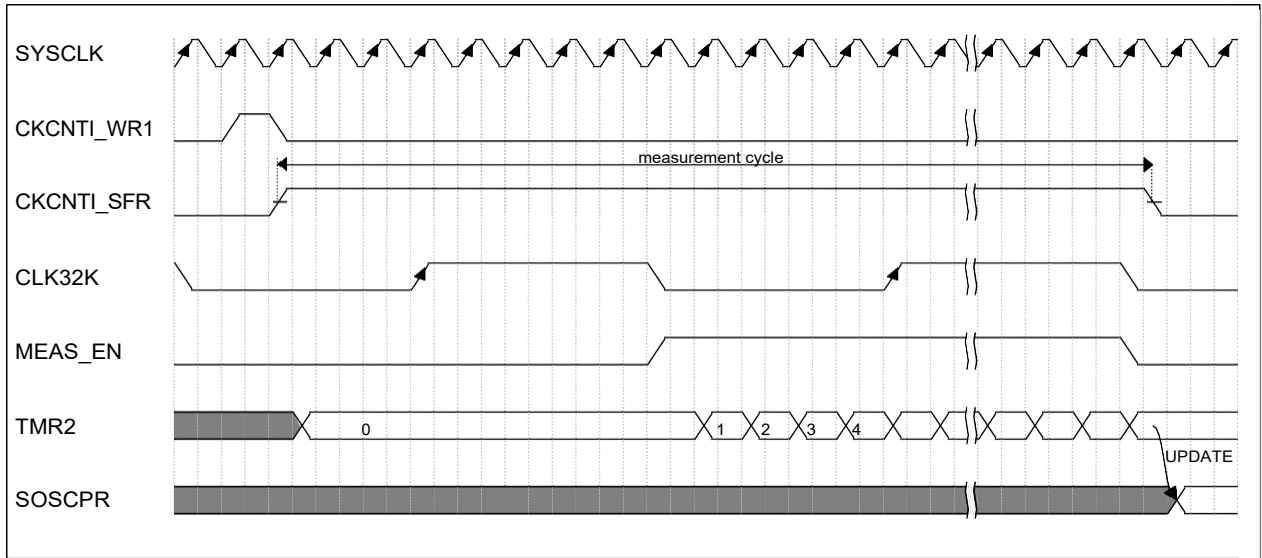 SYSCLK
CKCNTI_WR1
measurement cycle
CKCNTI_SFR
CLK32K
MEAS_EN
TMR2
0
1
2
3
4
UPDATE
SOSCPR